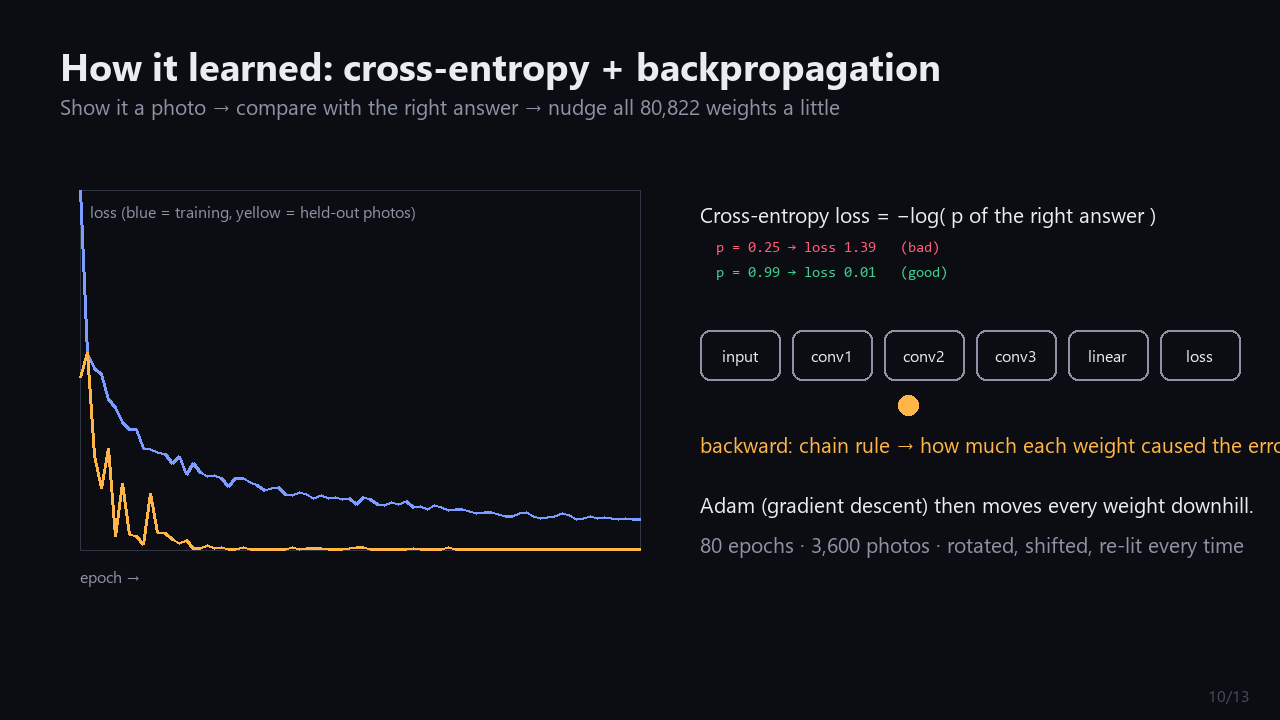 How it learned: cross-entropy + backpropagation
Show it a photo → compare with the right answer → nudge all 80,822 weights a little
loss (blue = training, yellow = held-out photos)
epoch →
Cross-entropy loss = −log( p of the right answer )
p = 0.25 → loss 1.39 (bad)
p = 0.99 → loss 0.01 (good)
input conv1 conv2 conv3 linear loss
backward: chain rule → how much each weight caused the erro
Adam (gradient descent) then moves every weight downhill.
80 epochs · 3,600 photos · rotated, shifted, re-lit every time
10/13